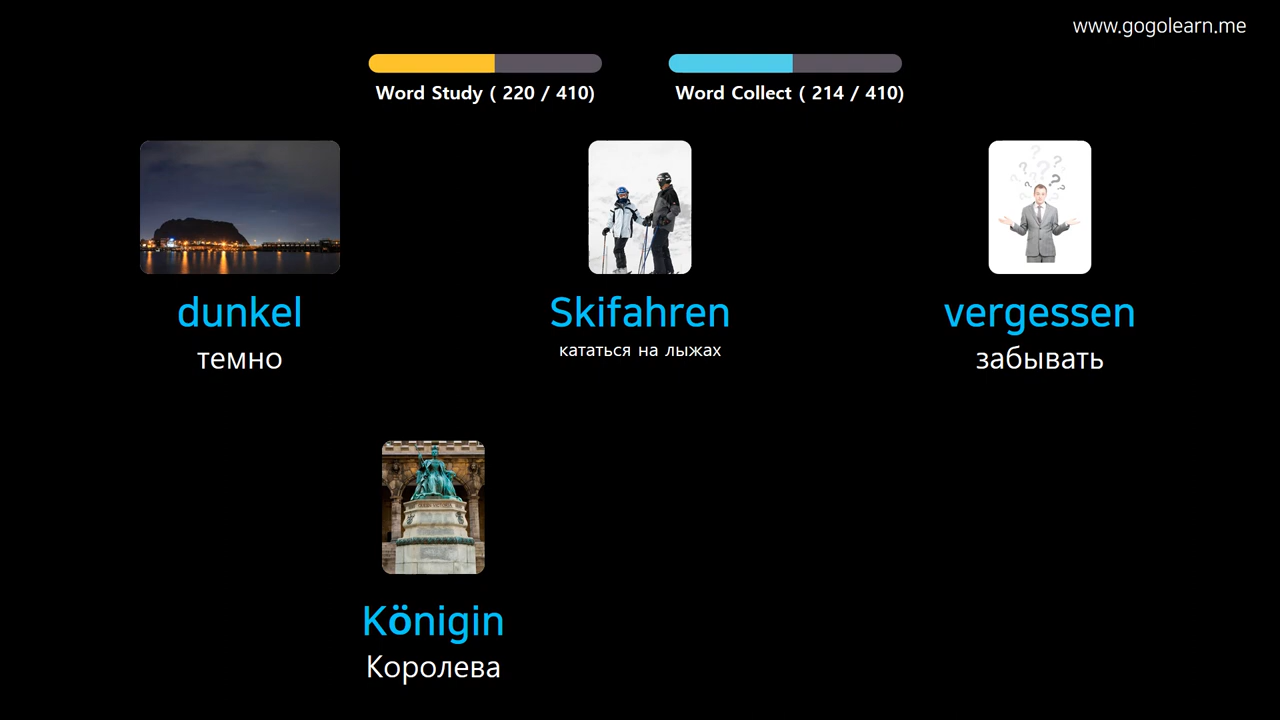 www.gogolearn.me
Word Study ( 220 / 410)
Word Collect ( 214 / 410)
dunkel
темно
Skifahren
кататься на лыжах
vergessen
забывать
Königin
Королева